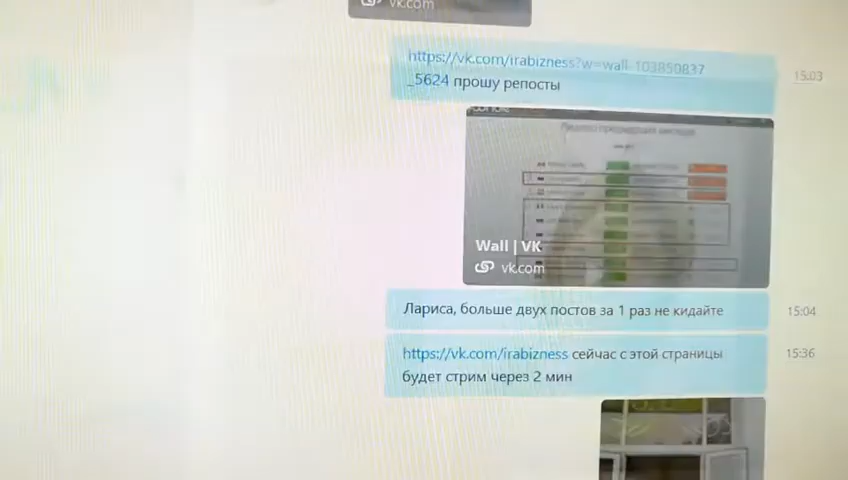 vk.com
https://vk.com/irabizness?w=wall-103850837
_5624 прошу репосты
15:03
Wall | VK
vk.com
Лариса, больше двух постов за 1 раз не кидайте
15:04
https://vk.com/irabizness сейчас с этой страницы
будет стрим через 2 мин
15:36